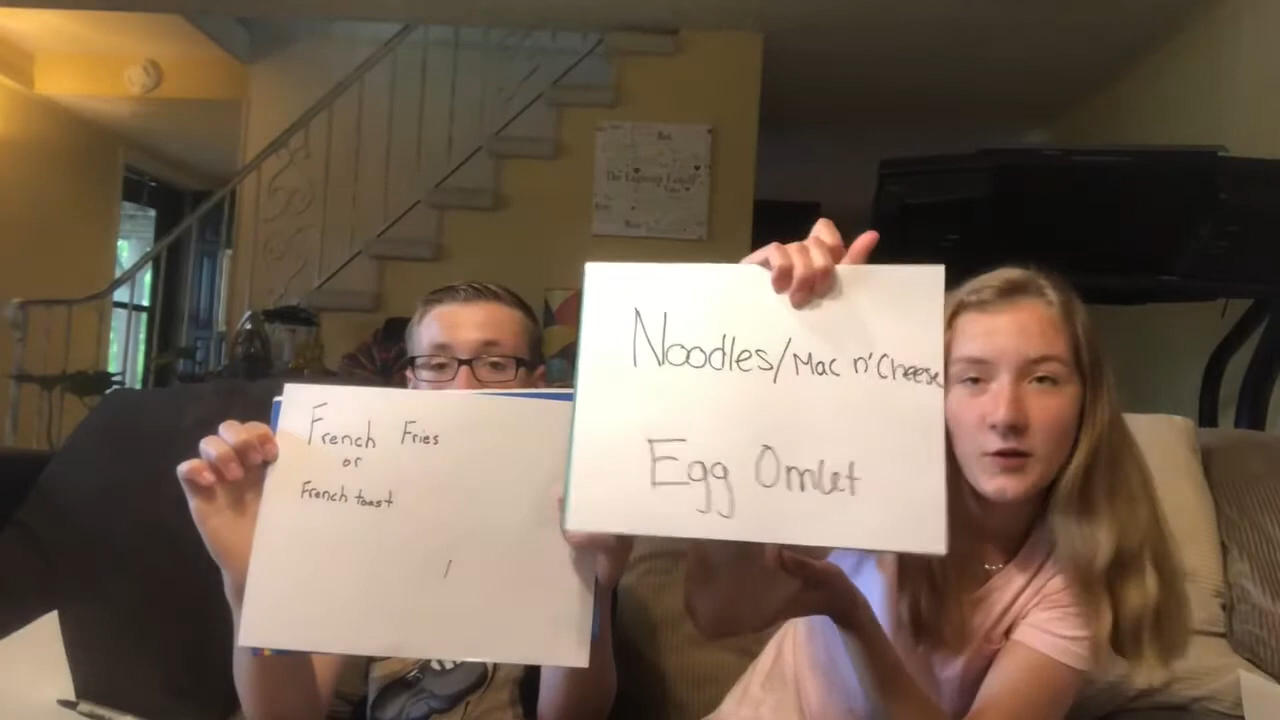 French Fries
or
French toast
Noodles/Mac n' Cheese
Egg Omlet